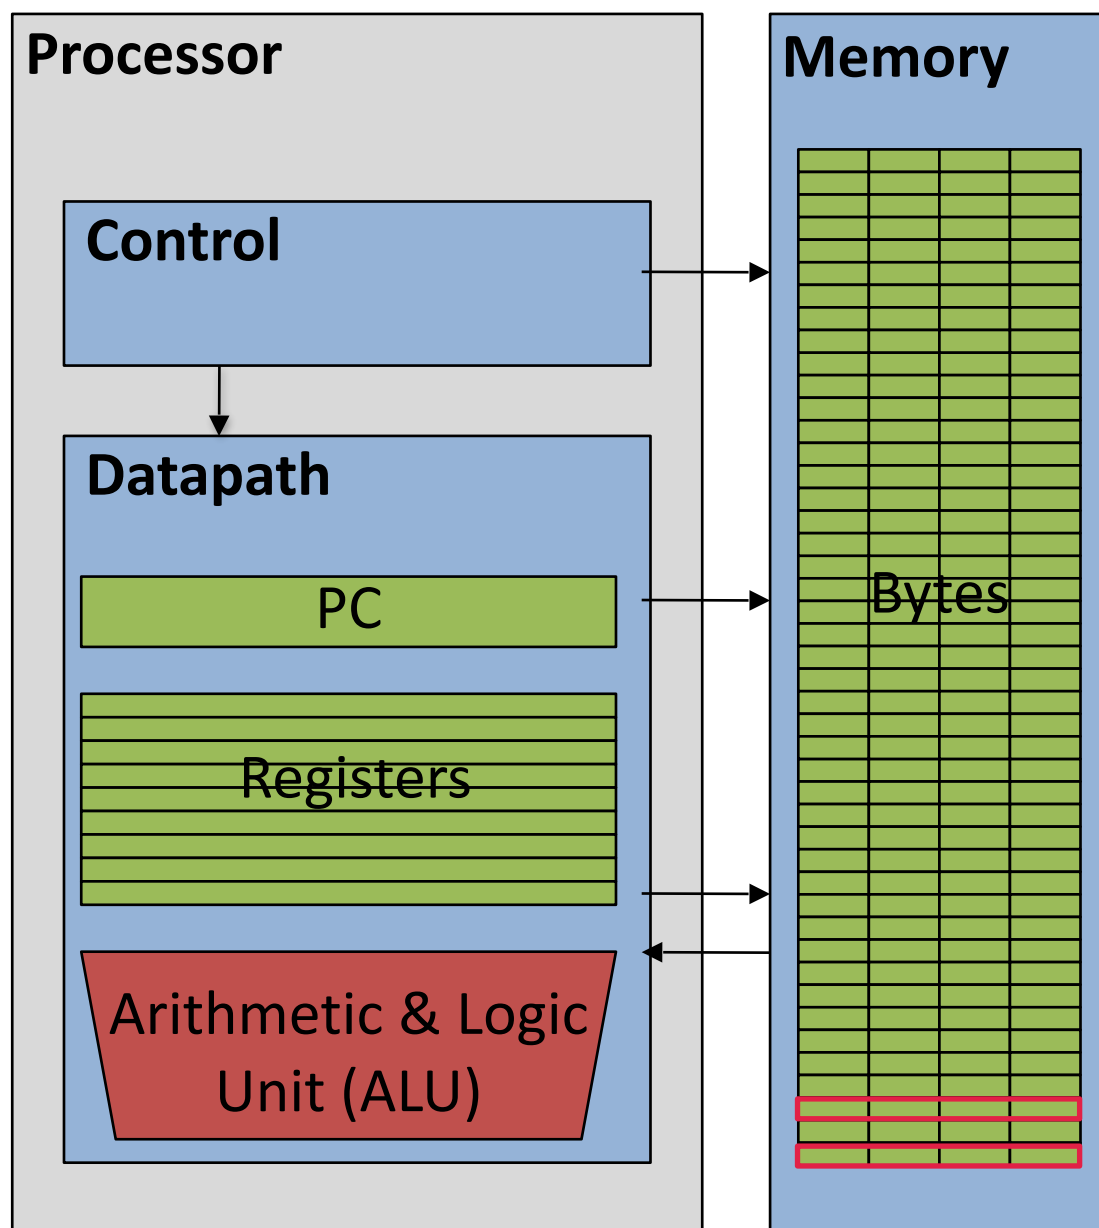 Processor
Memory
Control
Datapath
PC
Bytes
Registers
Arithmetic & Logic
Unit (ALU)